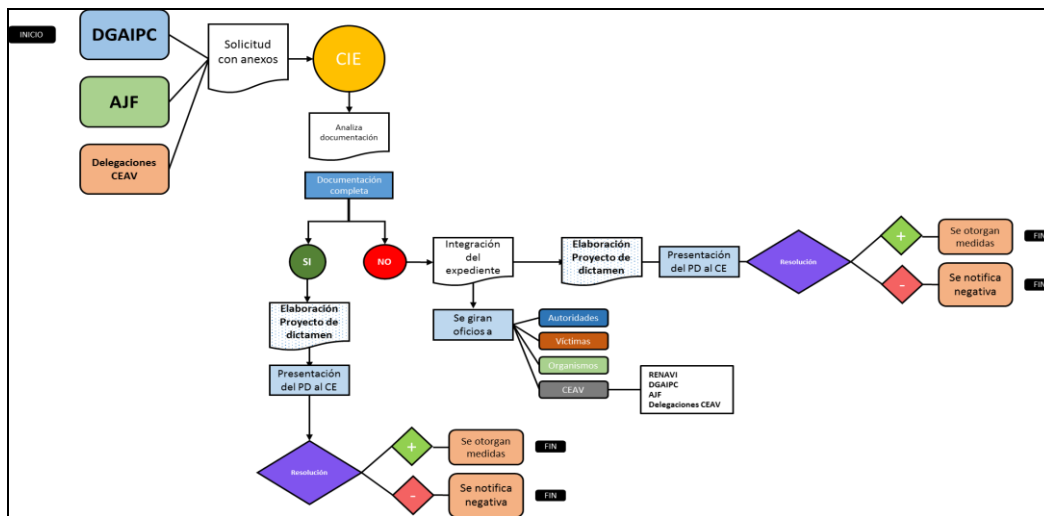 INICIO
DGAIPC
AJF
Delegaciones
CEAV
Solicitud
con anexos
CIE
Analiza
documentación
Documentación
completa
SI
NO
Elaboración
Proyecto de
dictamen
Presentación
del PD al CE
Resolución
+
Se otorgan
medidas
FIN
-
Se notifica
negativa
FIN
Integración
del
expediente
Se giran
oficios a
Autoridades
Víctimas
Organismos
CEAV
RENAVI
DGAIPC
AJF
Delegaciones CEAV
Elaboración
Proyecto de
dictamen
Presentación
del PD al CE
Resolución
+
Se otorgan
medidas
FIN
-
Se notifica
negativa
FIN